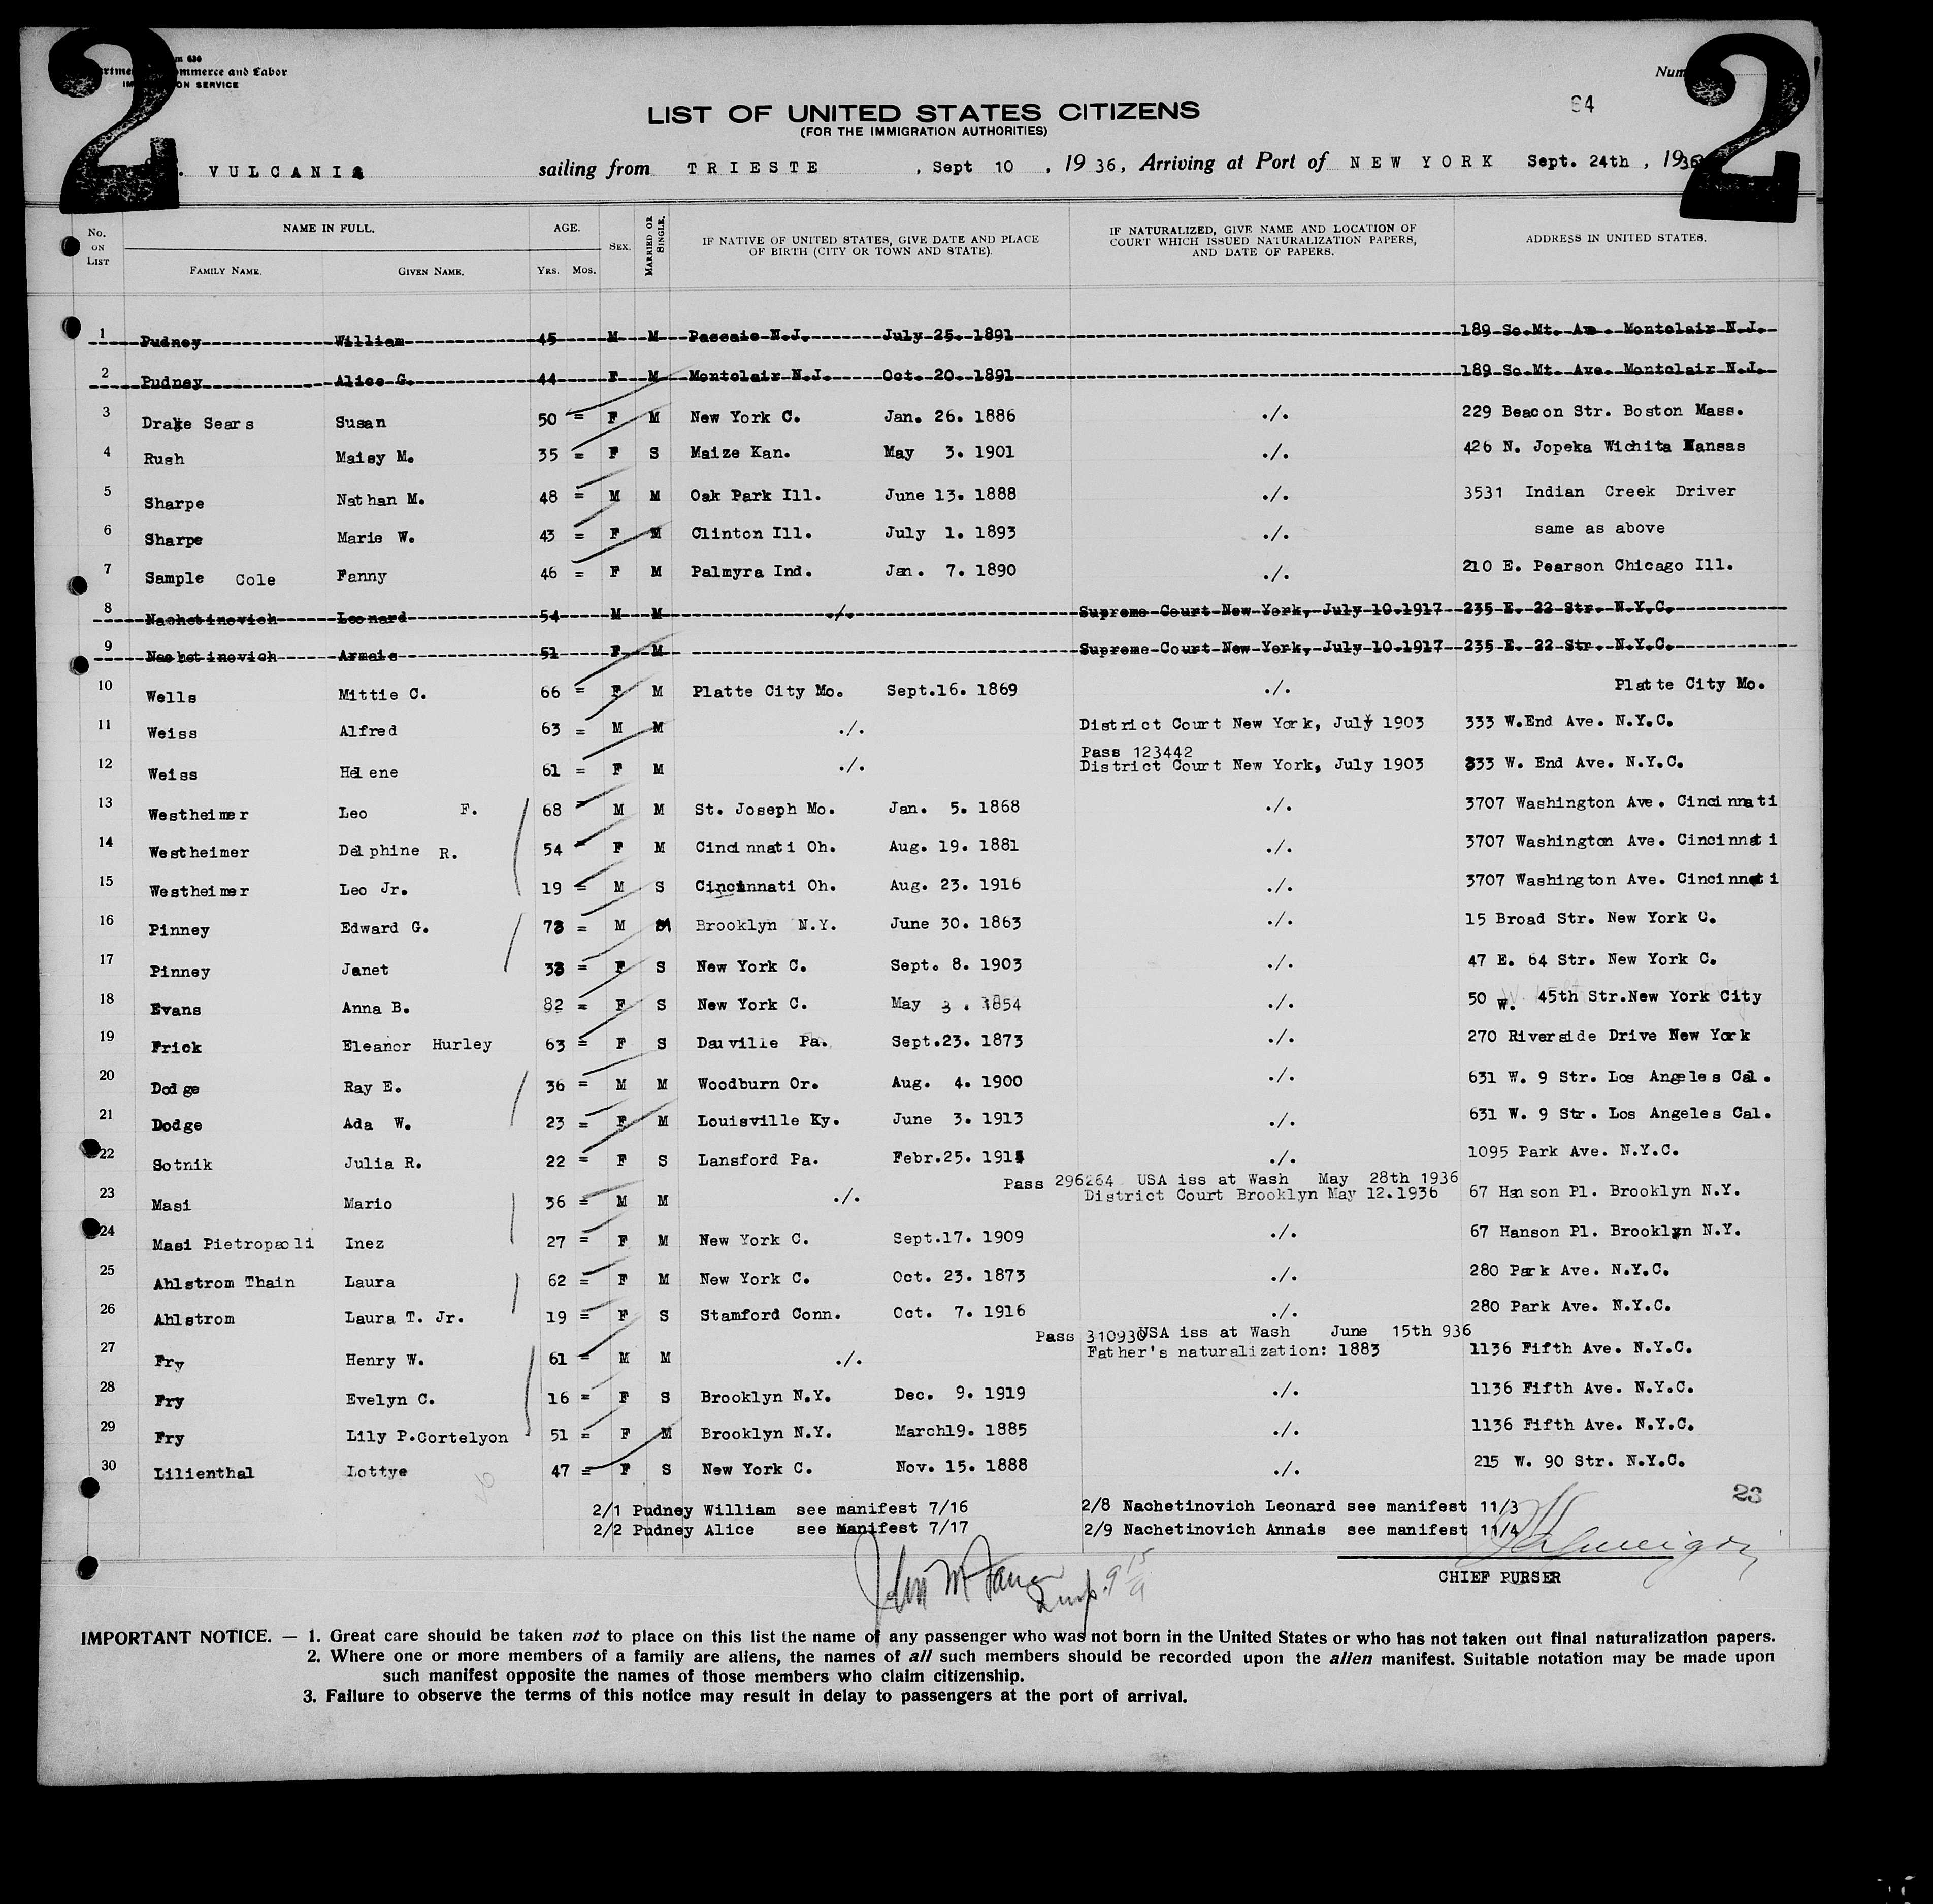 2
2
Commerce and Labor
Num
64
LIST OF UNITED STATES CITIZENS
(FOR THE IMMIGRATION AUTHORITIES)
VULCANIA sailing from TRIESTE , Sept 10 , 19 36, Arriving at Port of NEW YORK Sept. 24th , 1936
No. ON LIST
NAME IN FULL.
FAMILY NAME.
GIVEN NAME.
AGE.
YRS. MOS.
SEX.
MARRIED OR SINGLE.
IF NATIVE OF UNITED STATES, GIVE DATE AND PLACE
OF BIRTH (CITY OR TOWN AND STATE).
IF NATURALIZED, GIVE NAME AND LOCATION OF
COURT WHICH ISSUED NATURALIZATION PAPERS,
AND DATE OF PAPERS.
ADDRESS IN UNITED STATES.
1 Pudney William 45 M M Passaic N.J. July 25. 1891 189 So.Mt. Ave. Montclair N.J.
2 Pudney Alice G. 44 F M Montclair N.J. Oct. 20. 1891 189 So.Mt. Ave. Montclair N.J.
3 Drake Sears Susan 50 = F M New York C. Jan. 26. 1886 ./. 229 Beacon Str. Boston Mass.
4 Rush Maisy M. 35 = F S Maize Kan. May 3. 1901 ./. 426 N. Jopeka Wichita Kansas
5 Sharpe Nathan M. 48 = M M Oak Park Ill. June 13. 1888 ./. 3531 Indian Creek Driver
6 Sharpe Marie W. 43 = F M Clinton Ill. July 1. 1893 ./. same as above
7 Sample Cole Fanny 46 = F M Palmyra Ind. Jan. 7. 1890 ./. 210 E. Pearson Chicago Ill.
8 Nachetinovich Leonard 54 M M ./. Supreme Court New York, July 10.1917 235 E. 22 Str. N.Y.C.
9 Nachetinovich Armais 51 F M Supreme Court New York, July 10.1917 235 E. 22 Str. N.Y.C.
10 Wells Mittie C. 66 = F M Platte City Mo. Sept.16. 1869 ./. Platte City Mo.
11 Weiss Alfred 63 = M M ./. District Court New York, July 1903 333 W.End Ave. N.Y.C.
Pass 123442
12 Weiss Helene 61 = F M ./. District Court New York, July 1903 333 W. End Ave. N.Y.C.
13 Westheimer Leo F. 68 = M M St. Joseph Mo. Jan. 5. 1868 ./. 3707 Washington Ave. Cincinnati
14 Westheimer Delphine R. 54 = F M Cincinnati Oh. Aug. 19. 1881 ./. 3707 Washington Ave. Cincinnati
15 Westheimer Leo Jr. 19 = M S Cincinnati Oh. Aug. 23. 1916 ./. 3707 Washington Ave. Cincinnati
16 Pinney Edward G. 73 = M M Brooklyn N.Y. June 30. 1863 ./. 15 Broad Str. New York C.
17 Pinney Janet 33 = F S New York C. Sept. 8. 1903 ./. 47 E. 64 Str. New York C.
18 Evans Anna B. 82 = F S New York C. May 3 . 1854 ./. 50 W. 45th Str.New York City
19 Frick Eleanor Hurley 63 = F S Danville Pa. Sept.23. 1873 ./. 270 Riverside Drive New York
20 Dodge Ray E. 36 = M M Woodburn Or. Aug. 4. 1900 ./. 631 W. 9 Str. Los Angeles Cal.
21 Dodge Ada W. 23 = F M Louisville Ky. June 3. 1913 ./. 631 W. 9 Str. Los Angeles Cal.
22 Sotnik Julia R. 22 = F S Lansford Pa. Febr.25. 1914 ./. 1095 Park Ave. N.Y.C.
Pass 296264 USA iss at Wash May 28th 1936
23 Masi Mario 36 = M M ./. District Court Brooklyn May 12.1936 67 Hanson Pl. Brooklyn N.Y.
24 Masi Pietropaoli Inez 27 = F M New York C. Sept.17. 1909 ./. 67 Hanson Pl. Brooklyn N.Y.
25 Ahlstrom Thain Laura 62 = F M New York C. Oct. 23. 1873 ./. 280 Park Ave. N.Y.C.
26 Ahlstrom Laura T. Jr. 19 = F S Stamford Conn. Oct. 7. 1916 ./. 280 Park Ave. N.Y.C.
Pass 310930 USA iss at Wash June 15th 936
27 Fry Henry W. 61 = M M ./. Father's naturalization: 1883 1136 Fifth Ave. N.Y.C.
28 Fry Evelyn C. 16 = F S Brooklyn N.Y. Dec. 9. 1919 ./. 1136 Fifth Ave. N.Y.C.
29 Fry Lily P.Cortelyon 51 = F M Brooklyn N.Y. March19. 1885 ./. 1136 Fifth Ave. N.Y.C.
30 Lilienthal Lottye 47 = F S New York C. Nov. 15. 1888 ./. 215 W. 90 Str. N.Y.C.
23
2/1 Pudney William see manifest 7/16 2/8 Nachetinovich Leonard see manifest 11/3
2/2 Pudney Alice see Manifest 7/17 2/9 Nachetinovich Annais see manifest 11/4
CHIEF PURSER
IMPORTANT NOTICE. — 1. Great care should be taken not to place on this list the name of any passenger who was not born in the United States or who has not taken out final naturalization papers.
2. Where one or more members of a family are aliens, the names of all such members should be recorded upon the alien manifest. Suitable notation may be made upon
such manifest opposite the names of those members who claim citizenship.
3. Failure to observe the terms of this notice may result in delay to passengers at the port of arrival.